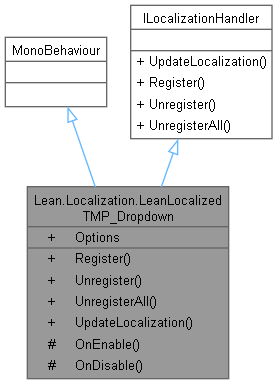 MonoBehaviour
ILocalizationHandler
+ UpdateLocalization()
+ Register()
+ Unregister()
+ UnregisterAll()
Lean.Localization.LeanLocalized
TMP_Dropdown
+ Options
+ Register()
+ Unregister()
+ UnregisterAll()
+ UpdateLocalization()
# OnEnable()
# OnDisable()